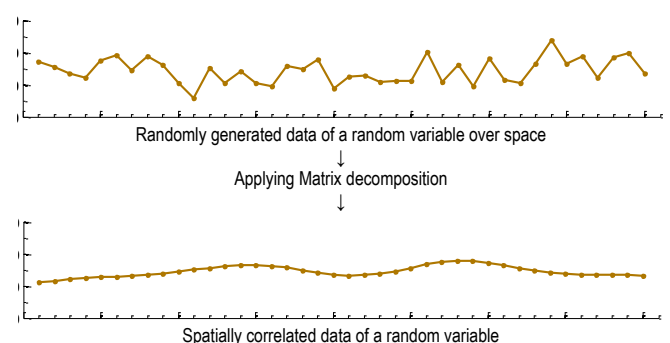 Randomly generated data of a random variable over space
↓
Applying Matrix decomposition
↓
Spatially correlated data of a random variable